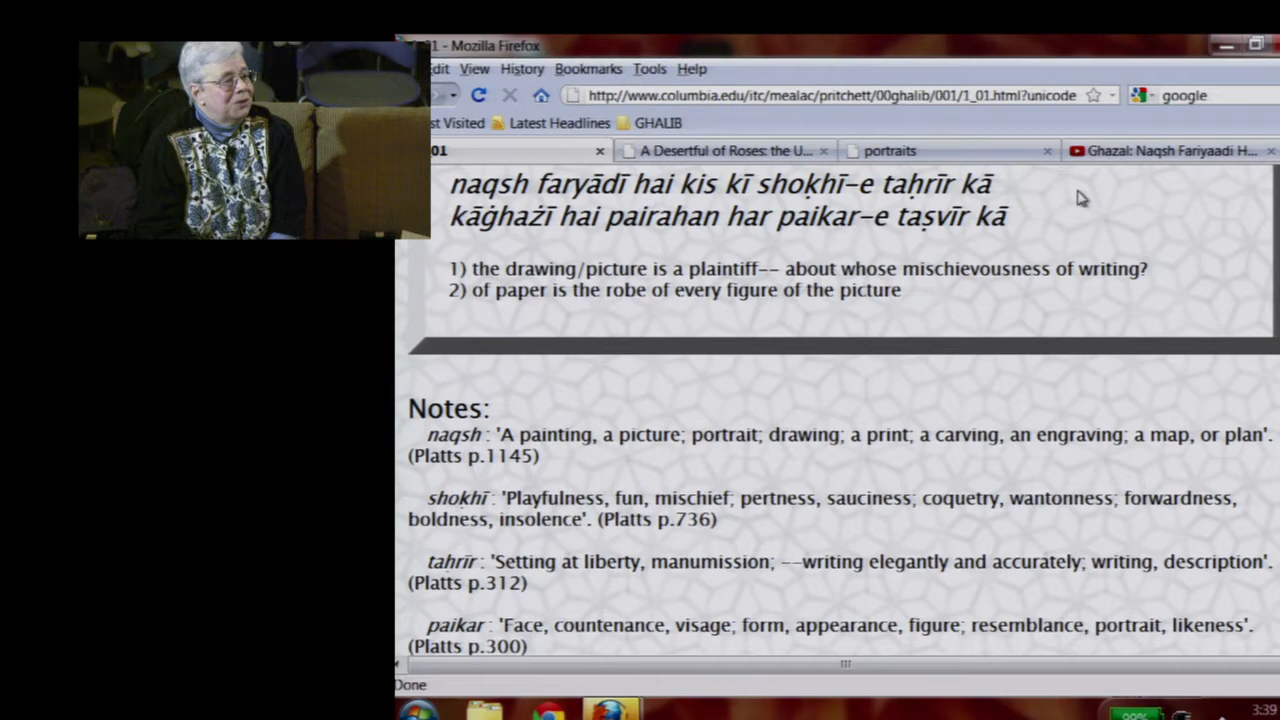 01 - Mozilla Firefox
dit View History Bookmarks Tools Help
http://www.columbia.edu/itc/mealac/pritchett/00ghalib/001/1_01.html?unicode
google
st Visited Latest Headlines GHALIB
01
A Desertful of Roses: the U...
portraits
Ghazal: Naqsh Fariyaadi H...
naqsh faryādī hai kis kī shoḳhī-e taḥrīr kā
kāġhażī hai pairahan har paikar-e taṣvīr kā
1) the drawing/picture is a plaintiff-- about whose mischievousness of writing?
2) of paper is the robe of every figure of the picture
Notes:
naqsh : 'A painting, a picture; portrait; drawing; a print; a carving, an engraving; a map, or plan'.
(Platts p.1145)
shoḳhī : 'Playfulness, fun, mischief; pertness, sauciness; coquetry, wantonness; forwardness,
boldness, insolence'. (Platts p.736)
taḥrīr : 'Setting at liberty, manumission; --writing elegantly and accurately; writing, description'.
(Platts p.312)
paikar : 'Face, countenance, visage; form, appearance, figure; resemblance, portrait, likeness'.
(Platts p.300)
Done
99%
3:39